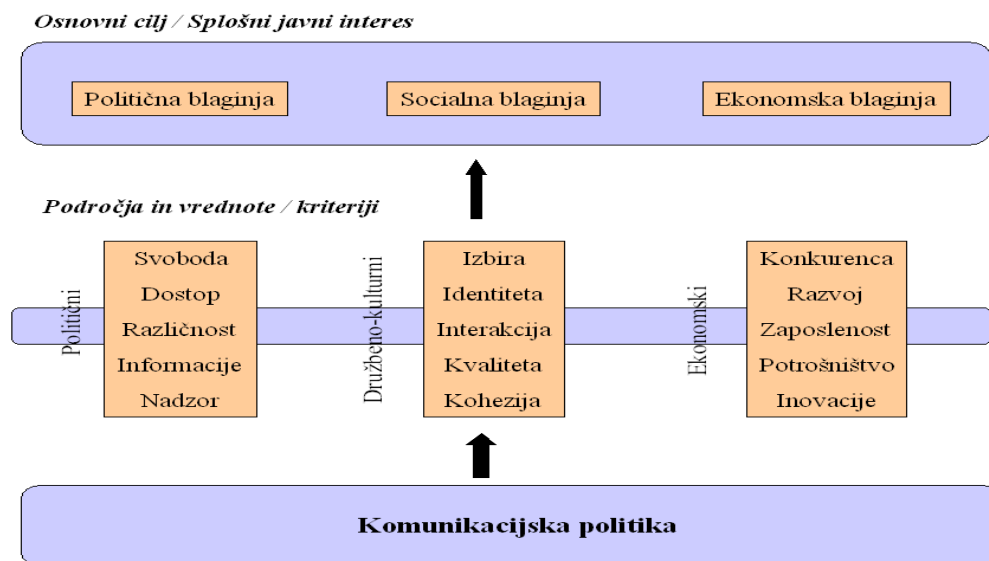 Osnovni cilj / Splošni javni interes
Politična blaginja
Socialna blaginja
Ekonomska blaginja
Področja in vrednote / kriteriji
Politični
Svoboda
Dostop
Različnost
Informacije
Nadzor
Družbeno-kulturni
Izbira
Identiteta
Interakcija
Kvaliteta
Kohezija
Ekonomski
Konkurenca
Razvoj
Zaposlenost
Potrošništvo
Inovacije
Komunikacijska politika